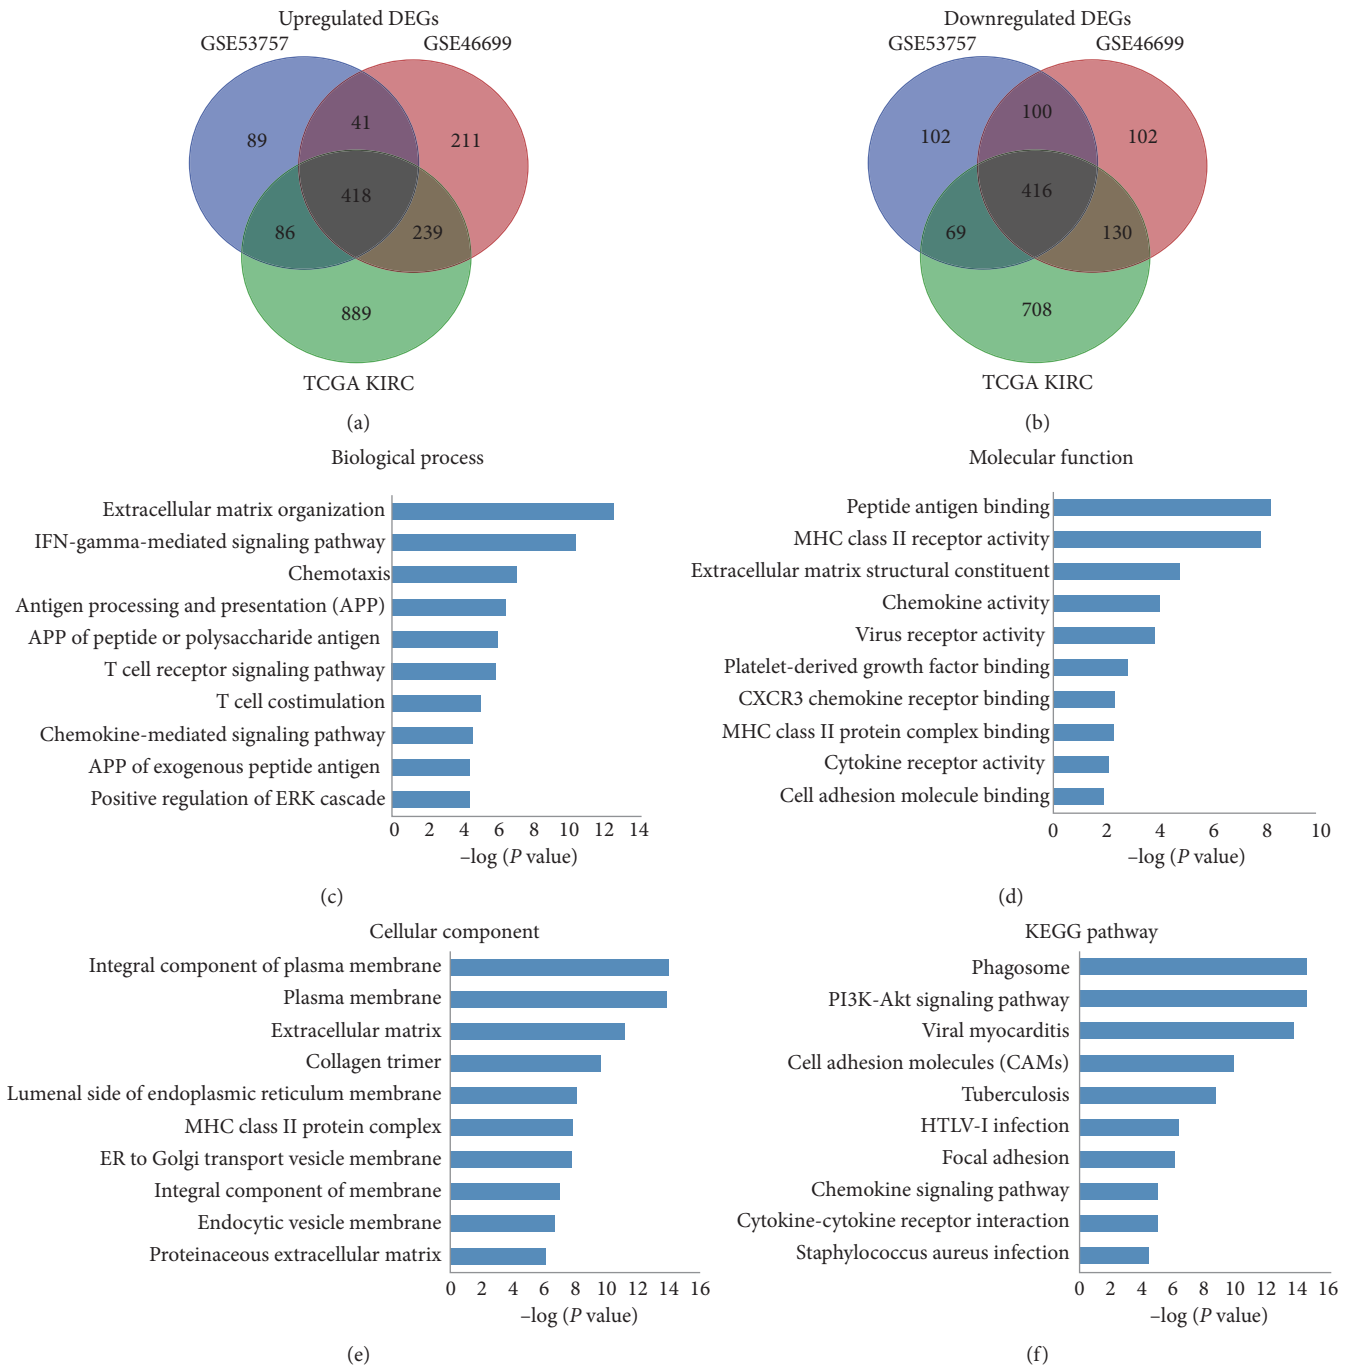 Upregulated DEGs
GSE53757
GSE46699
89
41
211
418
86
239
889
TCGA KIRC
(a)
Downregulated DEGs
GSE53757
GSE46699
102
100
102
416
69
130
708
TCGA KIRC
(b)
Biological process
Extracellular matrix organization
IFN-gamma-mediated signaling pathway
Chemotaxis
Antigen processing and presentation (APP)
APP of peptide or polysaccharide antigen
T cell receptor signaling pathway
T cell costimulation
Chemokine-mediated signaling pathway
APP of exogenous peptide antigen
Positive regulation of ERK cascade
0 2 4 6 8 10 12 14
–log (P value)
(c)
Molecular function
Peptide antigen binding
MHC class II receptor activity
Extracellular matrix structural constituent
Chemokine activity
Virus receptor activity
Platelet-derived growth factor binding
CXCR3 chemokine receptor binding
MHC class II protein complex binding
Cytokine receptor activity
Cell adhesion molecule binding
0 2 4 6 8 10
–log (P value)
(d)
Cellular component
Integral component of plasma membrane
Plasma membrane
Extracellular matrix
Collagen trimer
Lumenal side of endoplasmic reticulum membrane
MHC class II protein complex
ER to Golgi transport vesicle membrane
Integral component of membrane
Endocytic vesicle membrane
Proteinaceous extracellular matrix
0 2 4 6 8 10 12 14 16
–log (P value)
(e)
KEGG pathway
Phagosome
PI3K-Akt signaling pathway
Viral myocarditis
Cell adhesion molecules (CAMs)
Tuberculosis
HTLV-I infection
Focal adhesion
Chemokine signaling pathway
Cytokine-cytokine receptor interaction
Staphylococcus aureus infection
0 2 4 6 8 10 12 14 16
–log (P value)
(f)